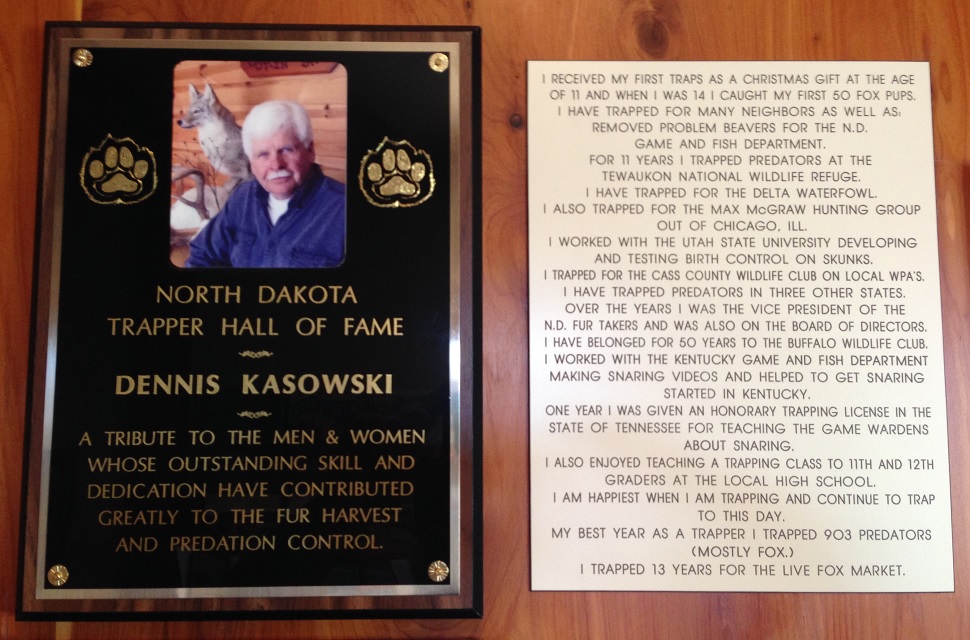 NORTH DAKOTA
TRAPPER HALL OF FAME
DENNIS KASOWSKI
A TRIBUTE TO THE MEN & WOMEN
WHOSE OUTSTANDING SKILL AND
DEDICATION HAVE CONTRIBUTED
GREATLY TO THE FUR HARVEST
AND PREDATION CONTROL.
I RECEIVED MY FIRST TRAPS AS A CHRISTMAS GIFT AT THE AGE
OF 11 AND WHEN I WAS 14 I CAUGHT MY FIRST 50 FOX PUPS.
I HAVE TRAPPED FOR MANY NEIGHBORS AS WELL AS:
REMOVED PROBLEM BEAVERS FOR THE N.D.
GAME AND FISH DEPARTMENT.
FOR 11 YEARS I TRAPPED PREDATORS AT THE
TEWAUKON NATIONAL WILDLIFE REFUGE.
I HAVE TRAPPED FOR THE DELTA WATERFOWL.
I ALSO TRAPPED FOR THE MAX McGRAW HUNTING GROUP
OUT OF CHICAGO, ILL.
I WORKED WITH THE UTAH STATE UNIVERSITY DEVELOPING
AND TESTING BIRTH CONTROL ON SKUNKS.
I TRAPPED FOR THE CASS COUNTY WILDLIFE CLUB ON LOCAL WPA'S.
I HAVE TRAPPED PREDATORS IN THREE OTHER STATES.
OVER THE YEARS I WAS THE VICE PRESIDENT OF THE
N.D. FUR TAKERS AND WAS ALSO ON THE BOARD OF DIRECTORS.
I HAVE BELONGED FOR 50 YEARS TO THE BUFFALO WILDLIFE CLUB.
I WORKED WITH THE KENTUCKY GAME AND FISH DEPARTMENT
MAKING SNARING VIDEOS AND HELPED TO GET SNARING
STARTED IN KENTUCKY.
ONE YEAR I WAS GIVEN AN HONORARY TRAPPING LICENSE IN THE
STATE OF TENNESSEE FOR TEACHING THE GAME WARDENS
ABOUT SNARING.
I ALSO ENJOYED TEACHING A TRAPPING CLASS TO 11TH AND 12TH
GRADERS AT THE LOCAL HIGH SCHOOL.
I AM HAPPIEST WHEN I AM TRAPPING AND CONTINUE TO TRAP
TO THIS DAY.
MY BEST YEAR AS A TRAPPER I TRAPPED 903 PREDATORS
(MOSTLY FOX.)
I TRAPPED 13 YEARS FOR THE LIVE FOX MARKET.